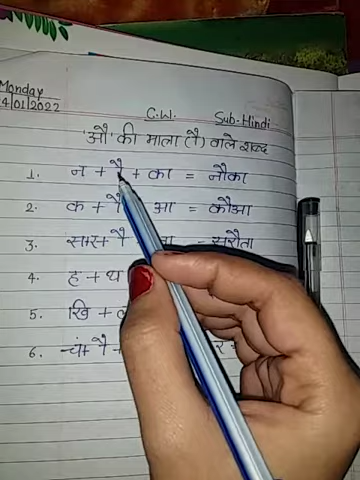 Monday
4/01/2022
C.W. Sub-Hindi
'औ' की मात्रा (ौ) वाले शब्द
1. न + ौ + का = नौका
2. क + ौ + आ = कौआ
3. स+र+ ौ ता = सरौता
4. ह + थ
5. खि + ल
6. चं+ ौ +